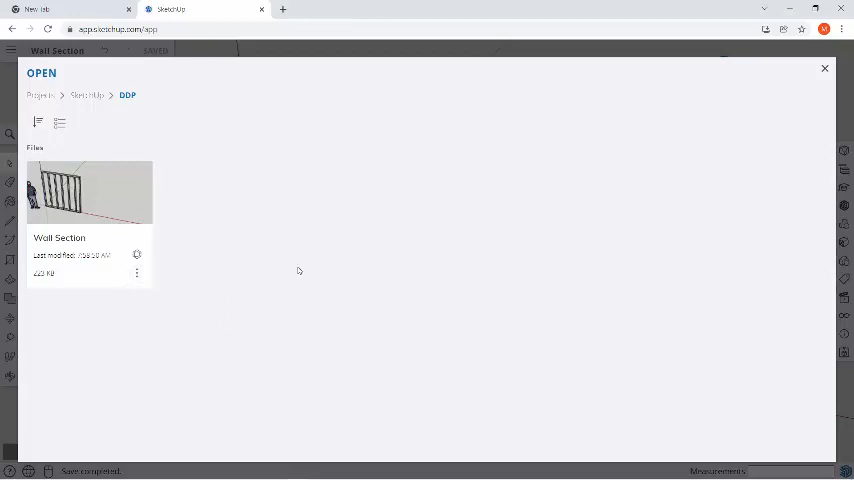 New Tab
SketchUp
app.sketchup.com/app
M
Wall Section
SAVED
OPEN
Projects > SketchUp > DDP
Files
Wall Section
Last modified: 7:58:50 AM
223 KB
Save completed.
Measurements